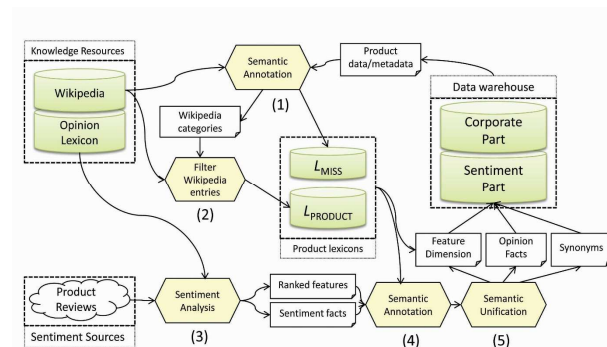 Knowledge Resources
Wikipedia
Opinion
Lexicon
Semantic
Annotation
(1)
Product
data/metadata
Data warehouse
Corporate
Part
Sentiment
Part
Wikipedia
categories
Filter
Wikipedia
entries
(2)
LMISS
LPRODUCT
Product lexicons
Feature
Dimension
Opinion
Facts
Synonyms
Product
Reviews
Sentiment Sources
Sentiment
Analysis
(3)
Ranked features
Sentiment facts
Semantic
Annotation
(4)
Semantic
Unification
(5)